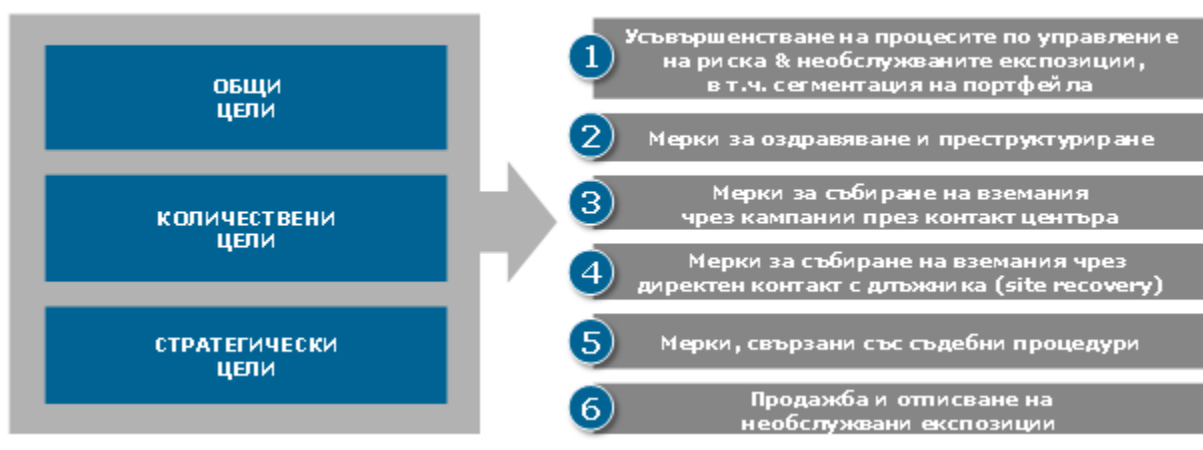 ОБЩИ
ЦЕЛИ
КОЛИЧЕСТВЕНИ
ЦЕЛИ
СТРАТЕГИЧЕСКИ
ЦЕЛИ
1
Усъвършенстване на процесите по управление
на риска & необслужваните експозиции,
в т.ч. сегментация на портфейла
2
Мерки за оздравяване и преструктуриране
3
Мерки за събиране на вземания
чрез кампании през контакт центъра
4
Мерки за събиране на вземания чрез
директен контакт с длъжника (site recovery)
5
Мерки, свързани със съдебни процедури
6
Продажба и отписване на
необслужвани експозиции